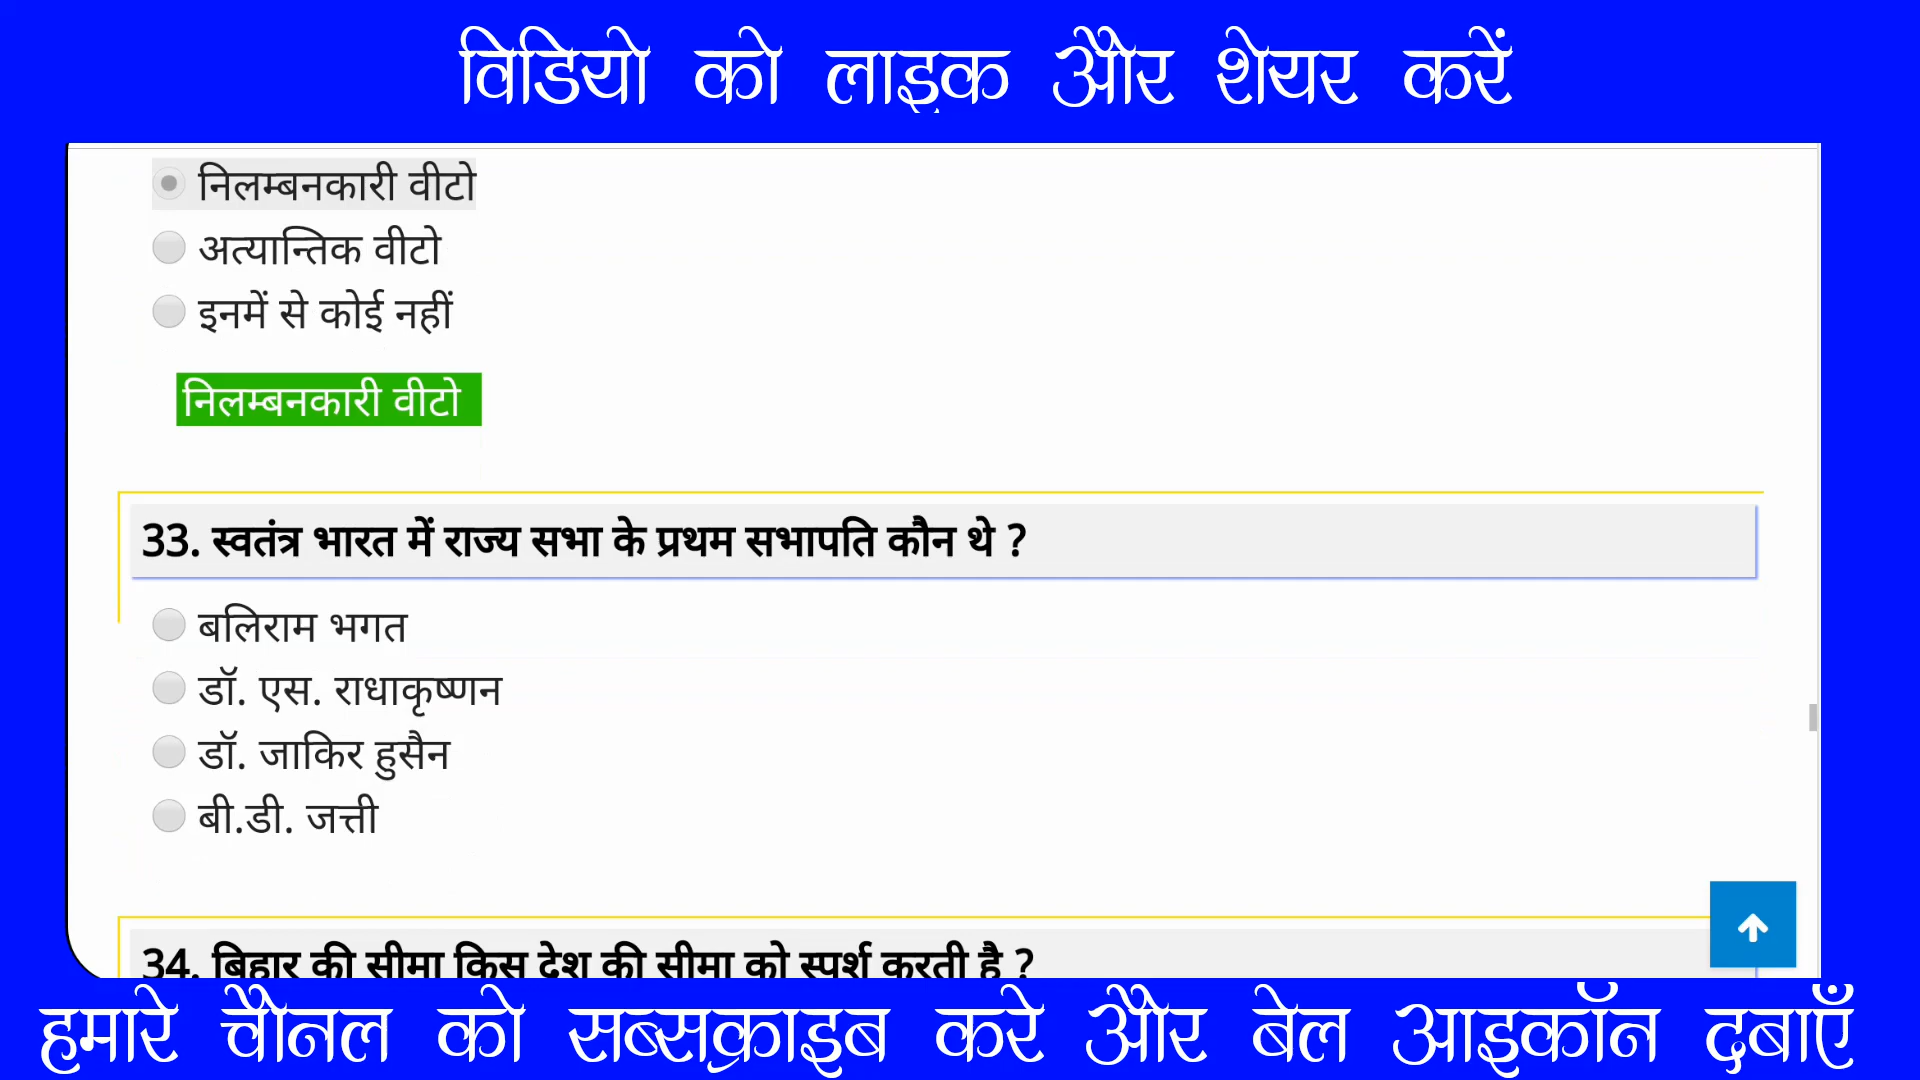 विडियो को लाइक और शेयर करें
निलम्बनकारी वीटो
अत्यान्तिक वीटो
इनमें से कोई नहीं
निलम्बनकारी वीटो
33. स्वतंत्र भारत में राज्य सभा के प्रथम सभापति कौन थे ?
बलिराम भगत
डॉ. एस. राधाकृष्णन
डॉ. जाकिर हुसैन
बी.डी. जत्ती
34. बिहार की सीमा किस देश की सीमा को स्पर्श करती है ?
हमारे चैानल को सब्सक्राइब करे और बेल आइकॉन दबाएँ